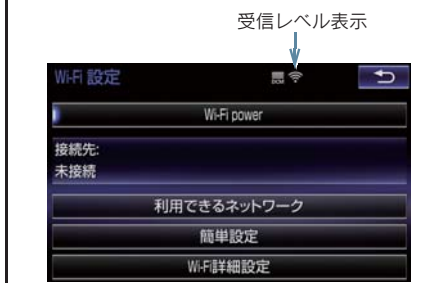 受信レベル表示
Wi-Fi 設定
Wi-Fi power
接続先:
未接続
利用できるネットワーク
簡単設定
Wi-Fi詳細設定